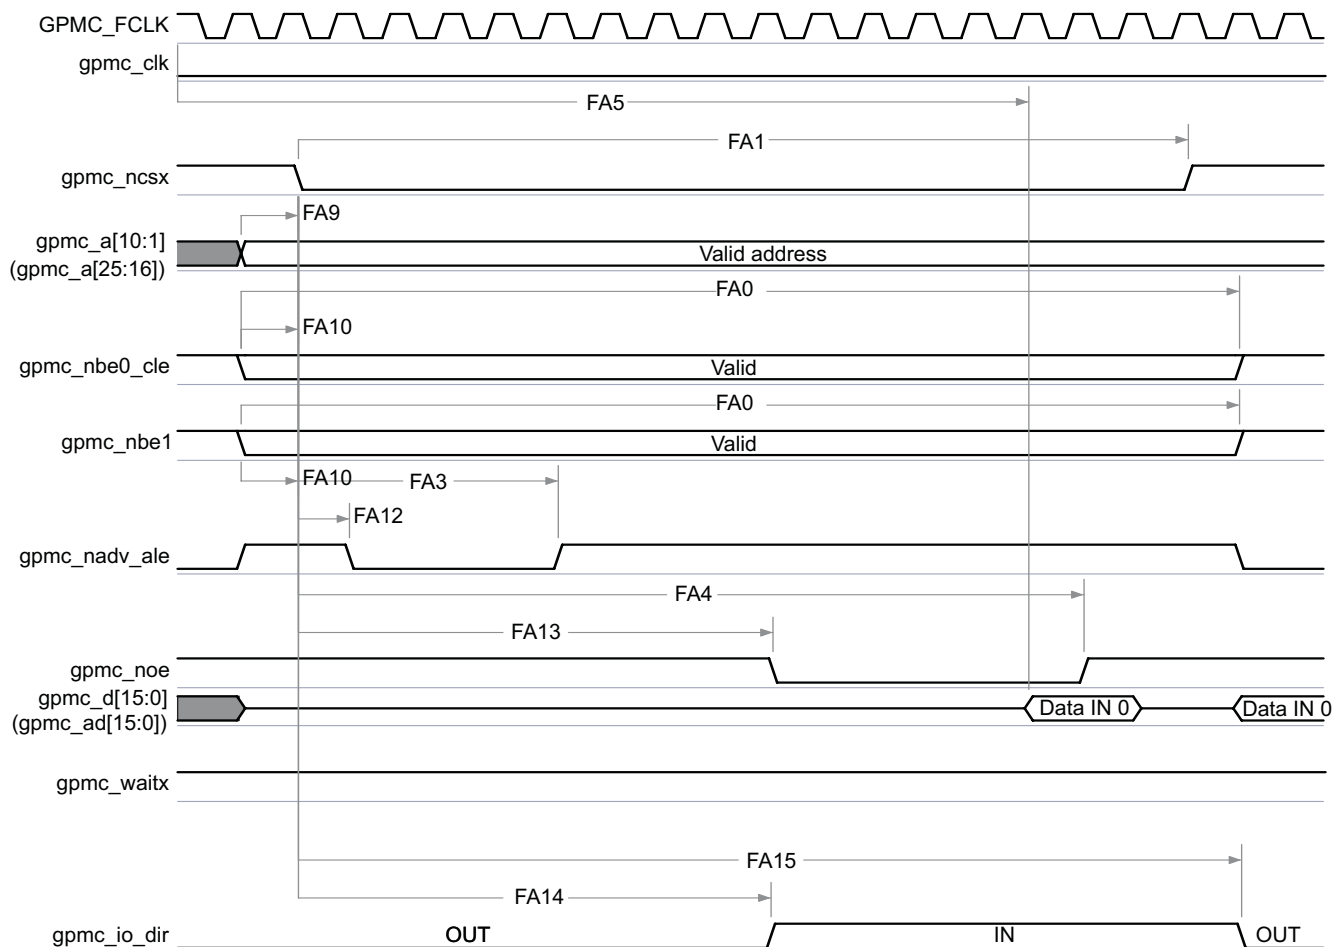 GPMC_FCLK
gpmc_clk
FA5
FA1
gpmc_ncsx
FA9
gpmc_a[10:1]
(gpmc_a[25:16])
Valid address
FA0
FA10
gpmc_nbe0_cle
Valid
FA0
gpmc_nbe1
Valid
FA10
FA3
FA12
gpmc_nadv_ale
FA4
FA13
gpmc_noe
gpmc_d[15:0]
(gpmc_ad[15:0])
Data IN 0
Data IN 0
gpmc_waitx
FA15
FA14
gpmc_io_dir
OUT
IN
OUT